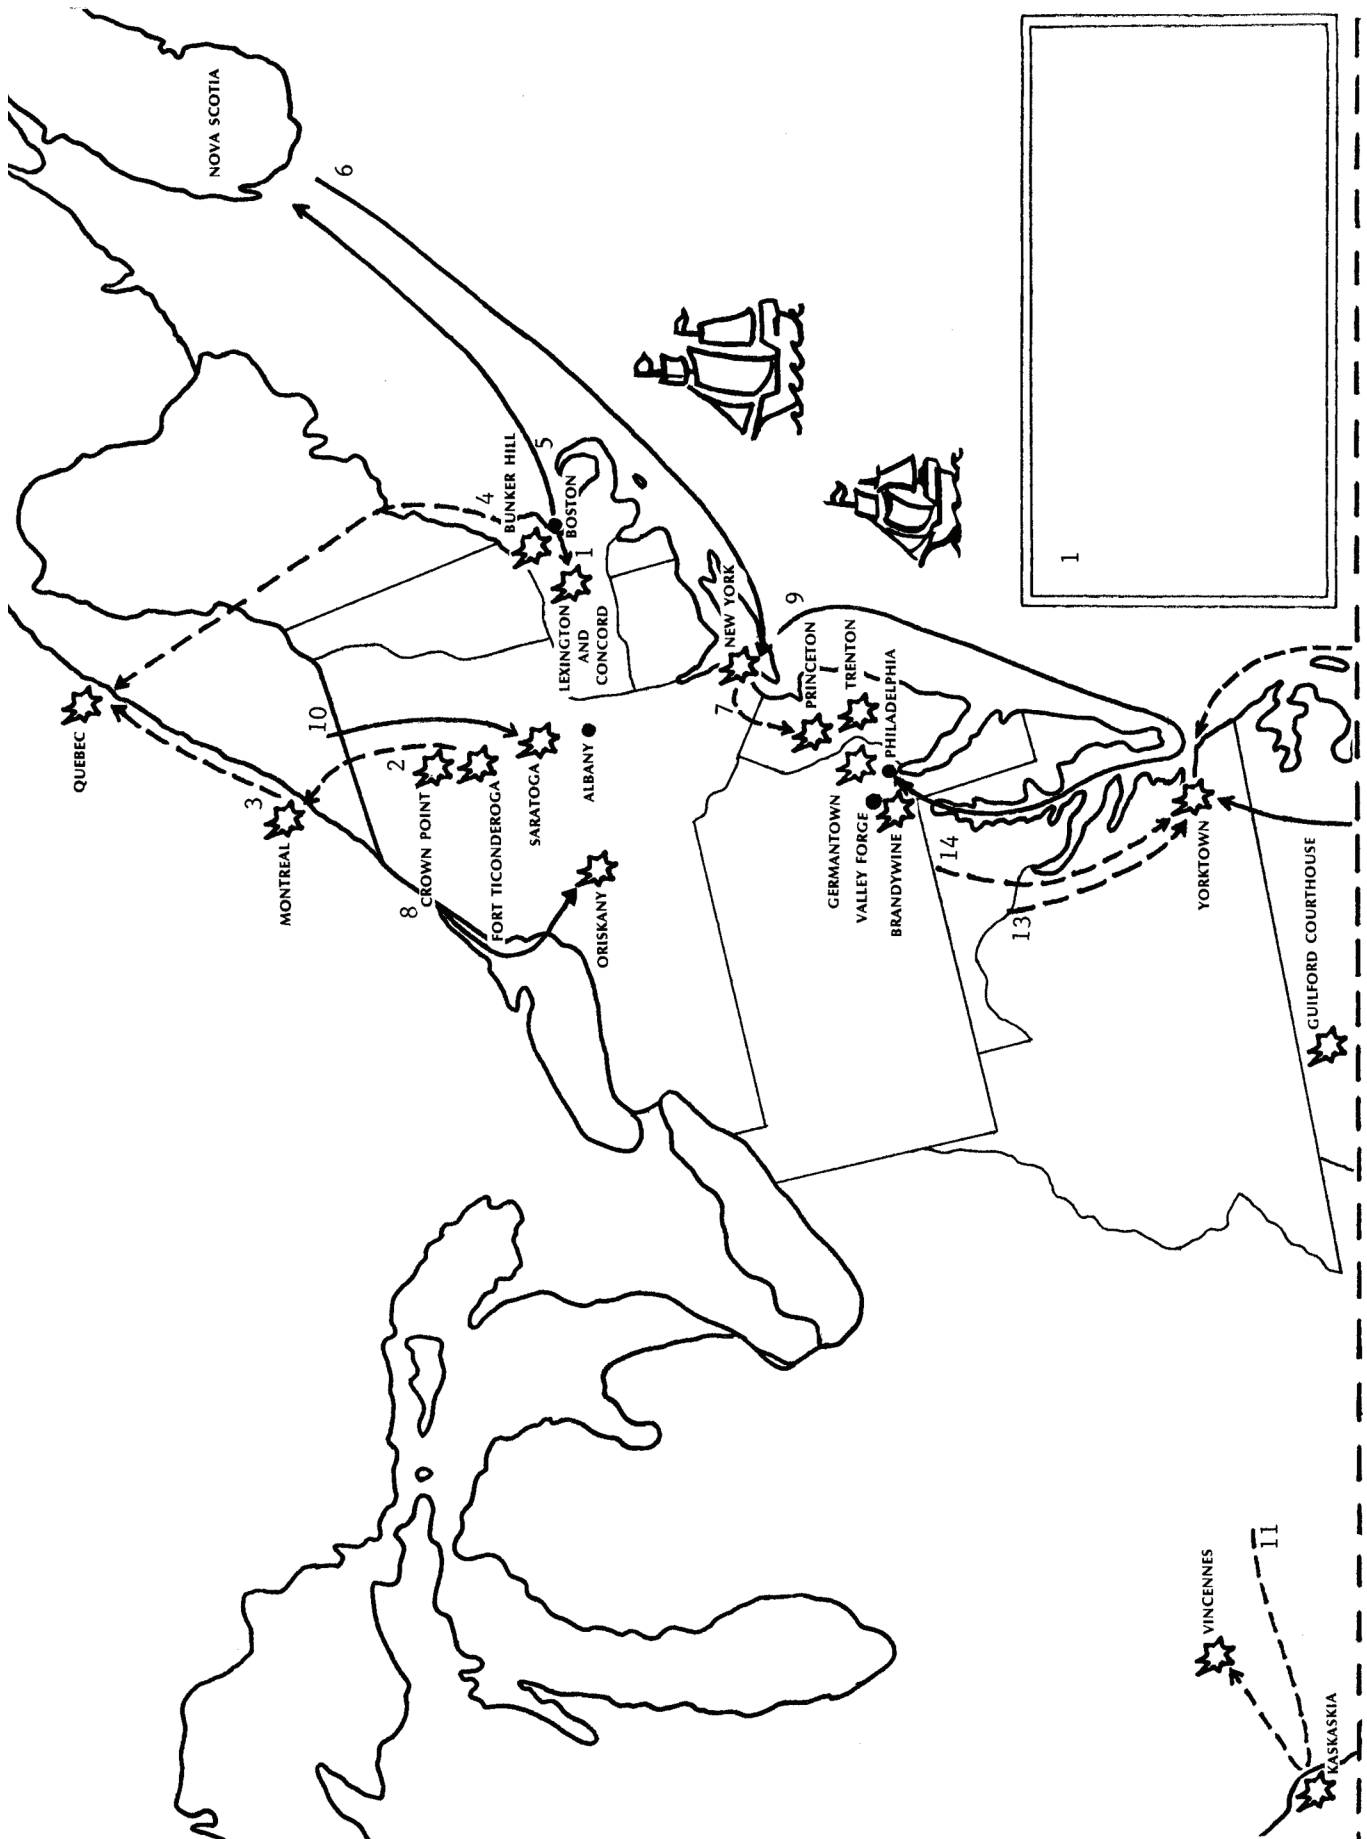 NOVA SCOTIA
6
QUEBEC
10
3
MONTREAL
2
CROWN POINT
8
FORT TICONDEROGA
SARATOGA
ALBANY
ORISKANY
4
BUNKER HILL
5
BOSTON
1
LEXINGTON
AND
CONCORD
NEW YORK
7
9
PRINCETON
TRENTON
PHILADELPHIA
GERMANTOWN
VALLEY FORGE
BRANDYWINE
14
13
YORKTOWN
GUILFORD COURTHOUSE
VINCENNES
11
KASKASKIA
1